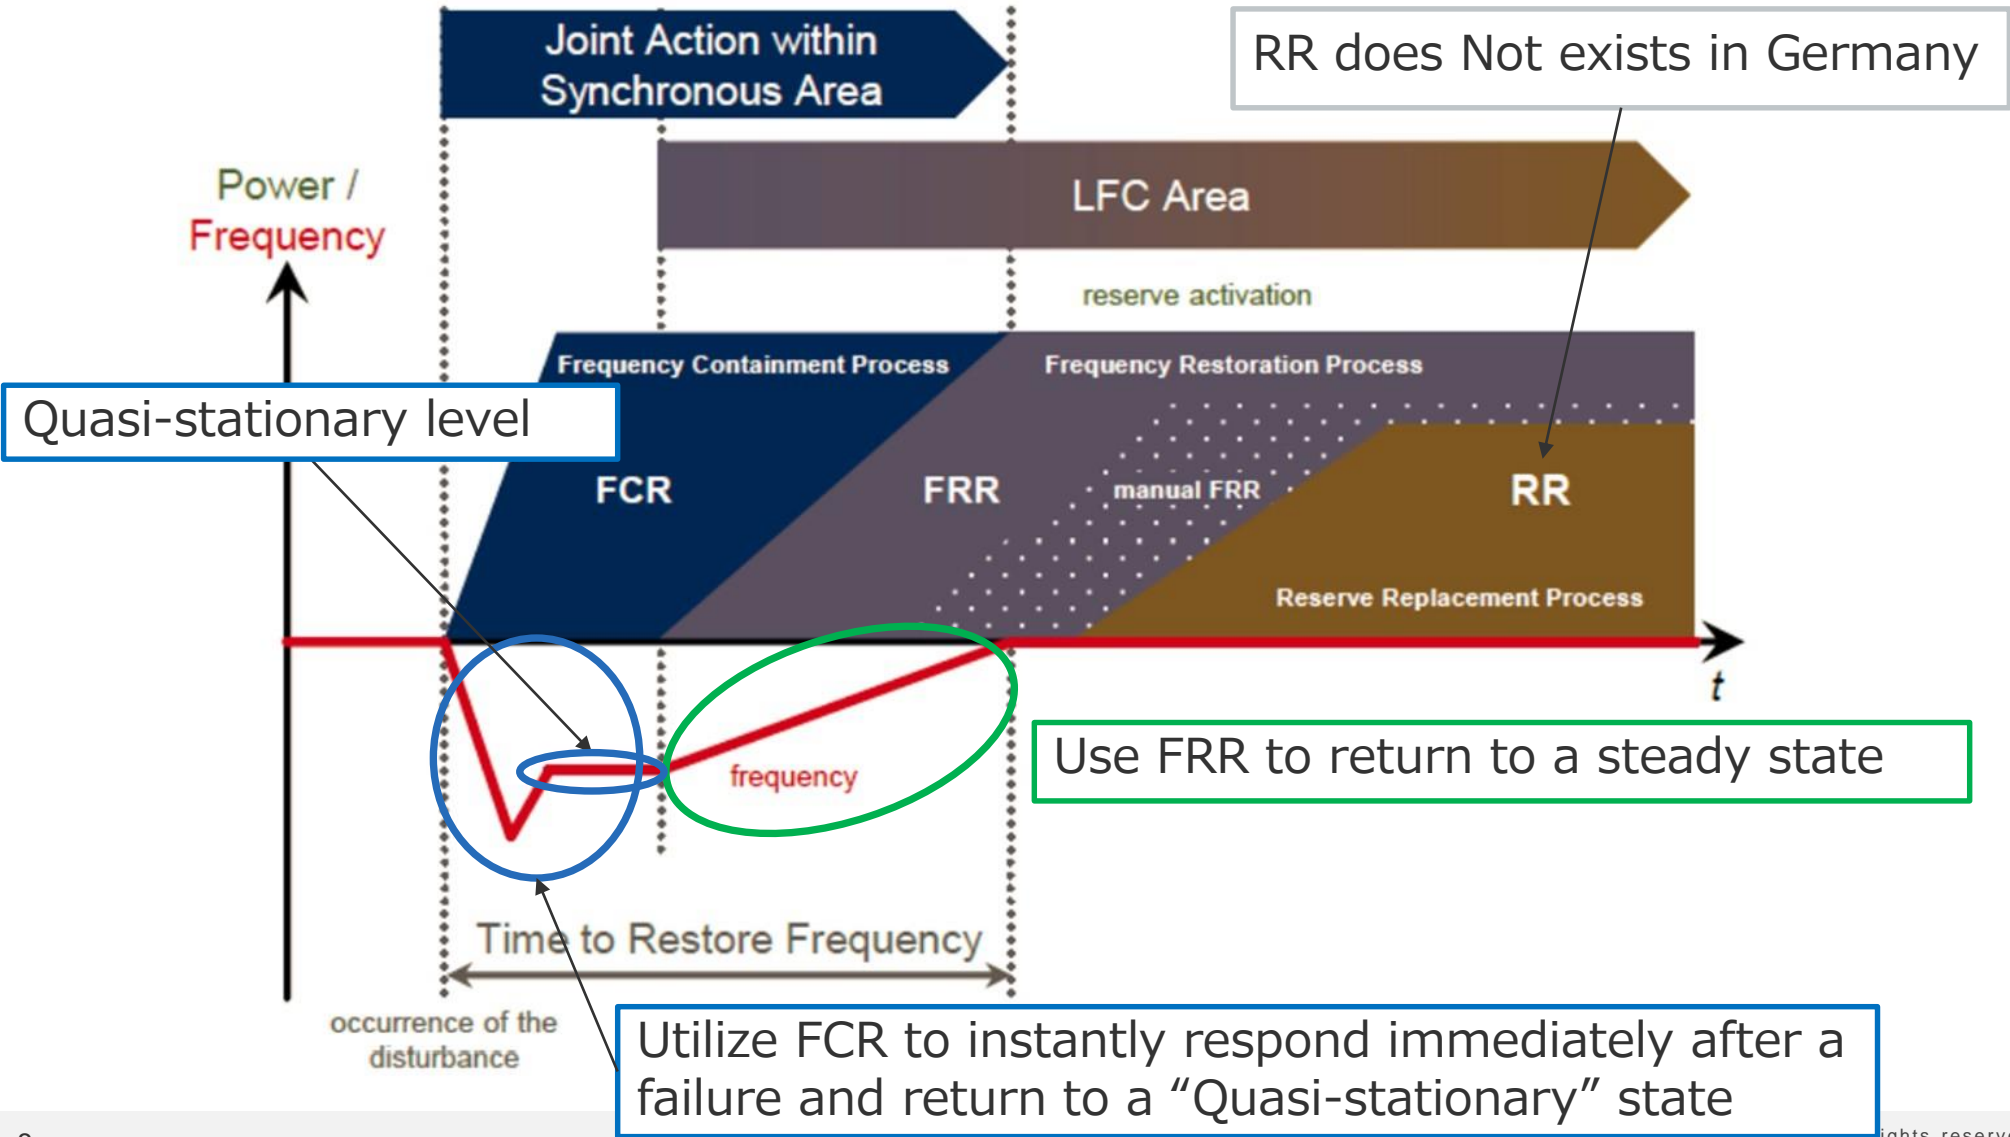 Joint Action within
Synchronous Area
RR does Not exists in Germany
LFC Area
Power /
Frequency
reserve activation
Frequency Containment Process
Frequency Restoration Process
Quasi-stationary level
FCR
FRR
manual FRR
RR
Reserve Replacement Process
t
Use FRR to return to a steady state
frequency
Time to Restore Frequency
occurrence of the
disturbance
Utilize FCR to instantly respond immediately after a
failure and return to a “Quasi-stationary” state